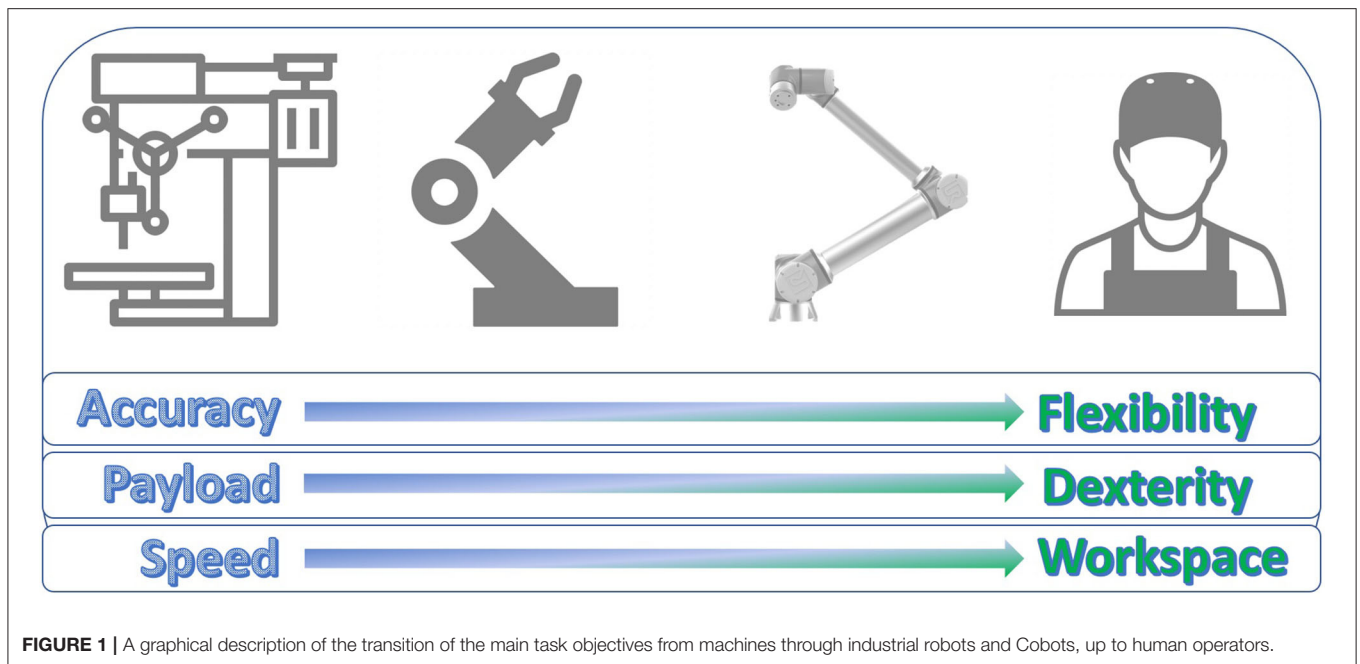 Accuracy Flexibility
Payload Dexterity
Speed Workspace
FIGURE 1 | A graphical description of the transition of the main task objectives from machines through industrial robots and Cobots, up to human operators.